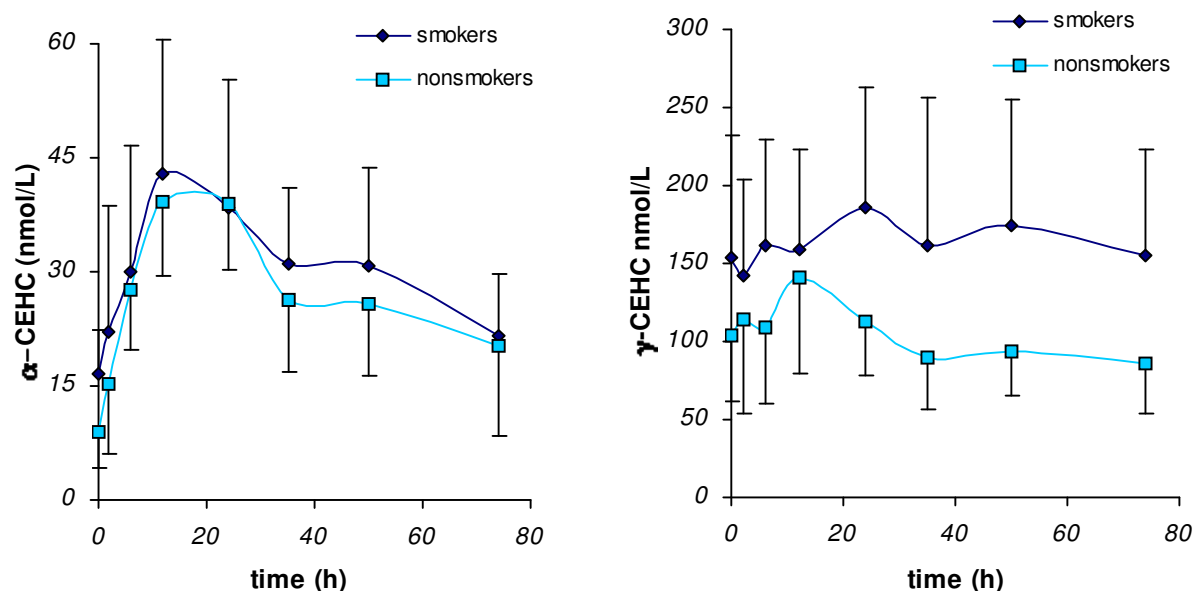 smokers
nonsmokers
60
45
30
15
0
α–CEHC (nmol/L)
0 20 40 60 80
time (h)
smokers
nonsmokers
300
250
200
150
100
50
0
γ-CEHC nmol/L
0 20 40 60 80
time (h)